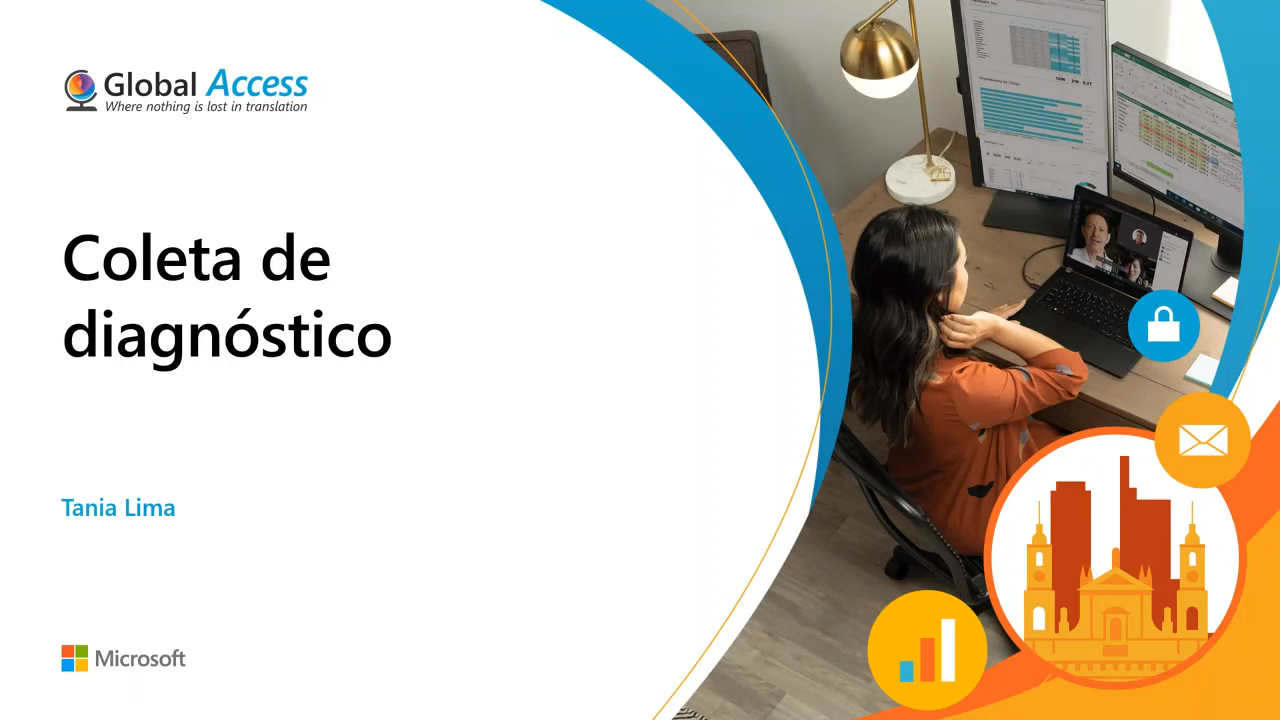 Global Access
Where nothing is lost in translation
Coleta de
diagnóstico
Tania Lima
Microsoft